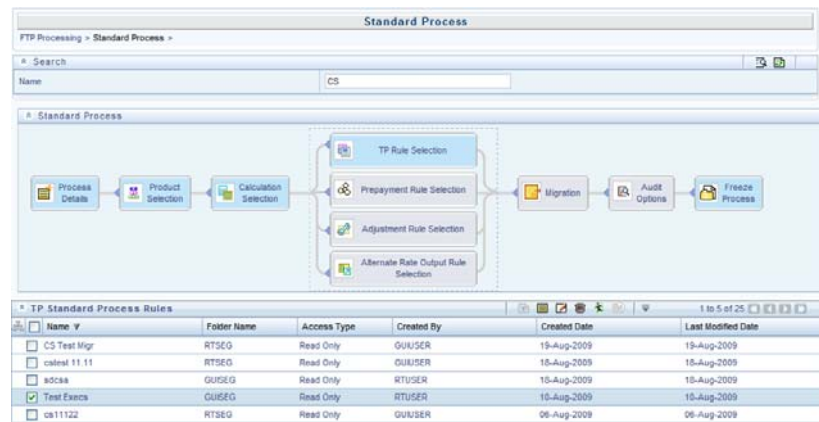 Standard Process
FTP Processing > Standard Process >
Search
Name CS
Standard Process
Process Details
Product Selection
Calculation Selection
TP Rule Selection
Prepayment Rule Selection
Adjustment Rule Selection
Alternate Rate Output Rule Selection
Migration
Audit Options
Freeze Process
TP Standard Process Rules 1 to 5 of 25
Name Folder Name Access Type Created By Created Date Last Modified Date
CS Test Migr RTSEG Read Only GUIUSER 19-Aug-2009 19-Aug-2009
cstest 11 11 RTSEG Read Only GUIUSER 18-Aug-2009 18-Aug-2009
sdcsa GUISEG Read Only RTUSER 18-Aug-2009 18-Aug-2009
Test Execs GUISEG Read Only RTUSER 10-Aug-2009 10-Aug-2009
cs11122 RTSEG Read Only GUIUSER 06-Aug-2009 06-Aug-2009